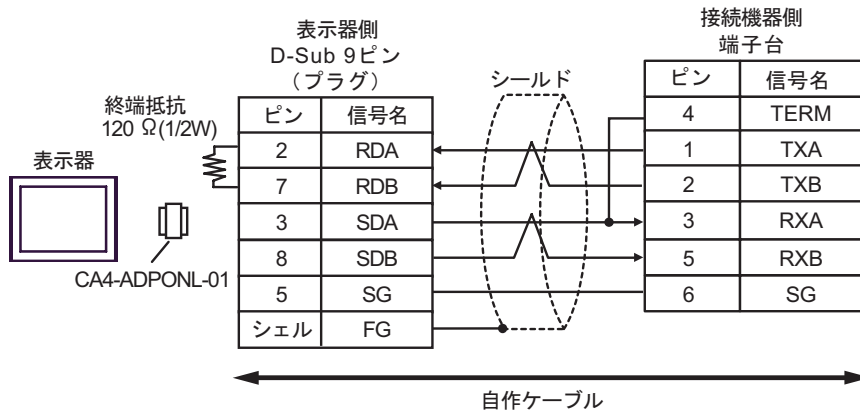 表示器側
D-Sub 9ピン
(プラグ)
接続機器側
端子台
シールド
終端抵抗
120 Ω(1/2W)
表示器
CA4-ADPONL-01
ピン 信号名
2 RDA
7 RDB
3 SDA
8 SDB
5 SG
シェル FG
ピン 信号名
4 TERM
1 TXA
2 TXB
3 RXA
5 RXB
6 SG
自作ケーブル